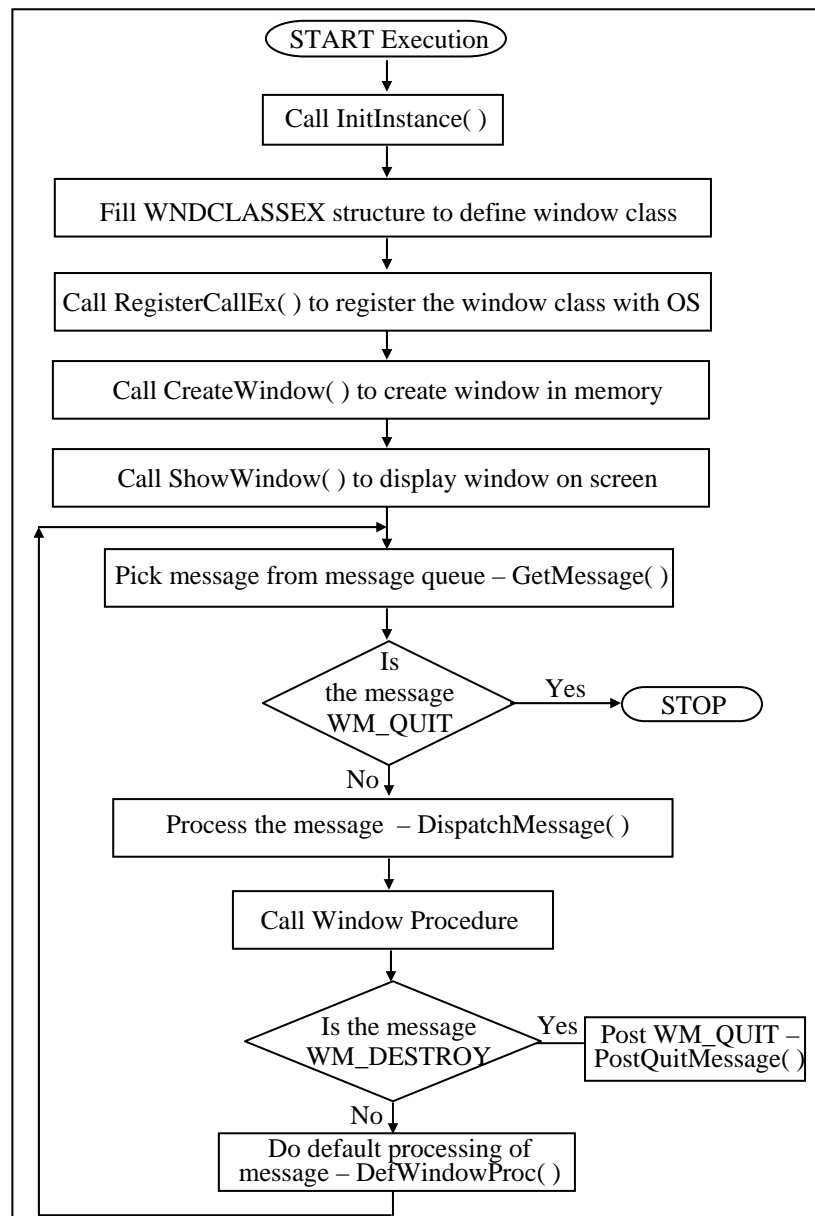 START Execution
Call InitInstance( )
Fill WNDCLASSEX structure to define window class
Call RegisterCallEx( ) to register the window class with OS
Call CreateWindow( ) to create window in memory
Call ShowWindow( ) to display window on screen
Pick message from message queue – GetMessage( )
Is
the message
WM_QUIT
Yes
STOP
No
Process the message – DispatchMessage( )
Call Window Procedure
Is the message
WM_DESTROY
Yes
Post WM_QUIT –
PostQuitMessage( )
No
Do default processing of
message – DefWindowProc( )